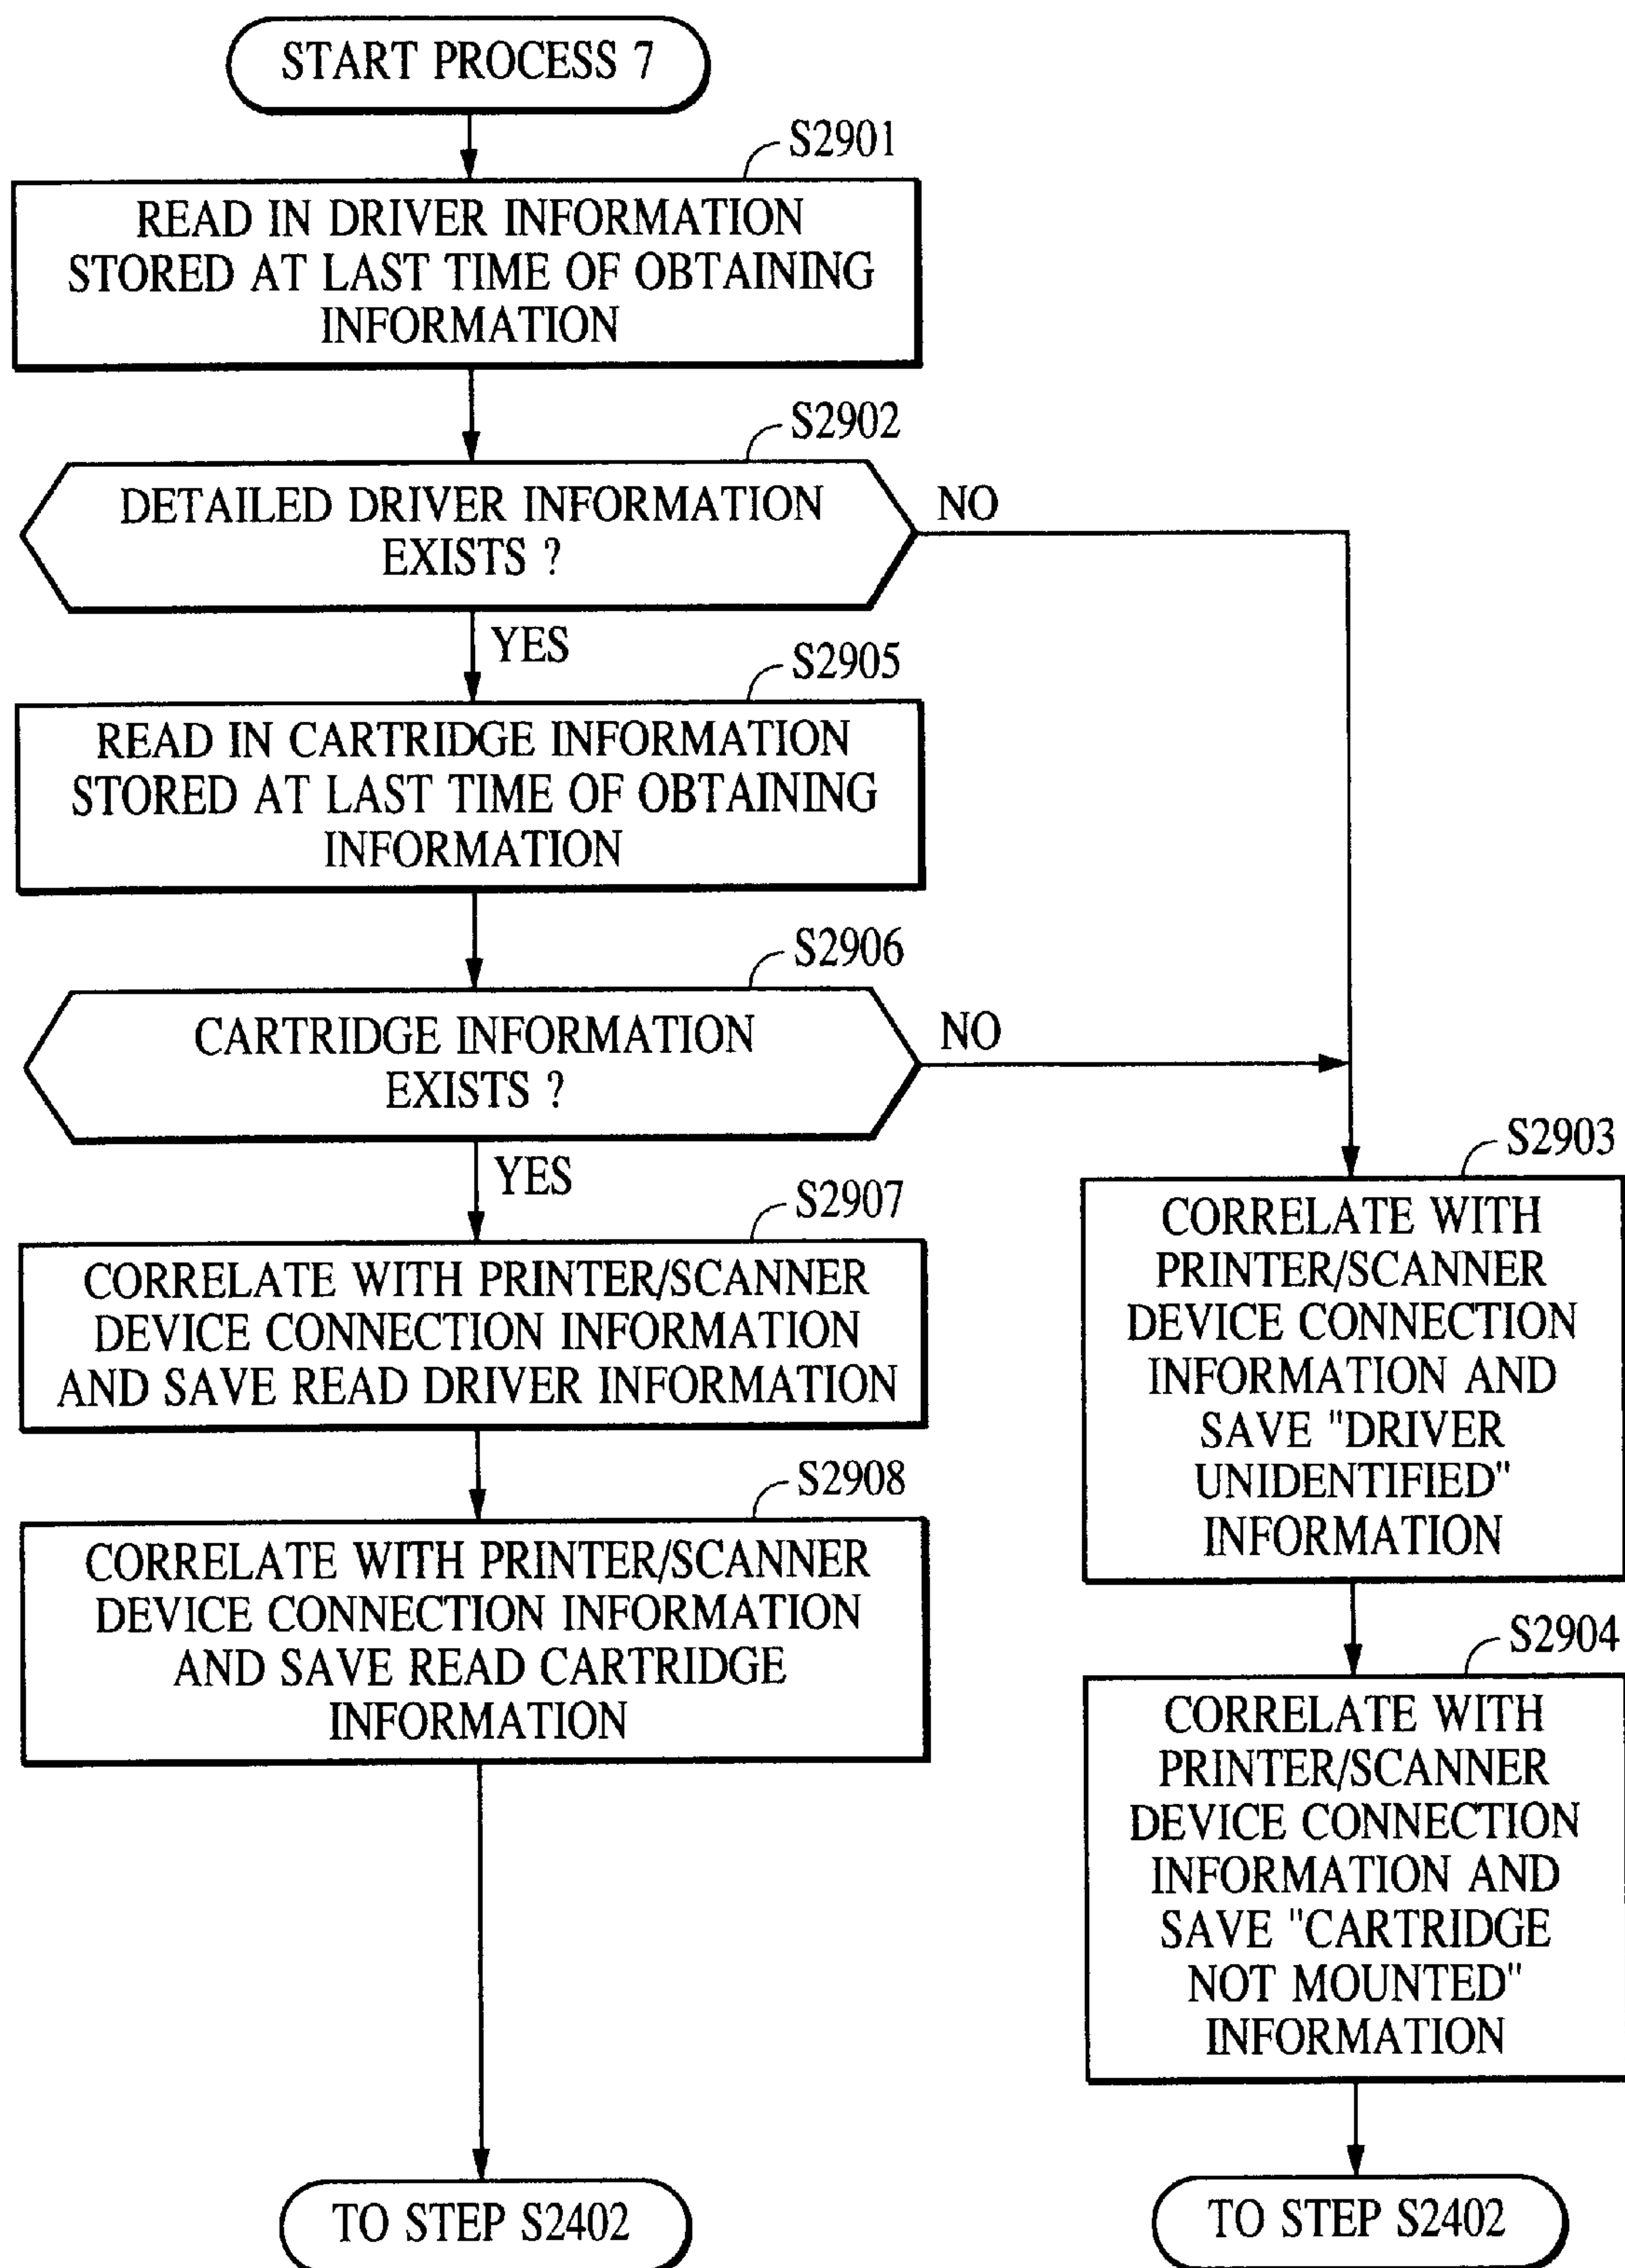 START PROCESS 7
S2901
READ IN DRIVER INFORMATION
STORED AT LAST TIME OF OBTAINING
INFORMATION
S2902
DETAILED DRIVER INFORMATION
EXISTS ?
NO
YES
S2905
READ IN CARTRIDGE INFORMATION
STORED AT LAST TIME OF OBTAINING
INFORMATION
S2906
CARTRIDGE INFORMATION
EXISTS ?
NO
YES
S2907
CORRELATE WITH PRINTER/SCANNER
DEVICE CONNECTION INFORMATION
AND SAVE READ DRIVER INFORMATION
S2908
CORRELATE WITH PRINTER/SCANNER
DEVICE CONNECTION INFORMATION
AND SAVE READ CARTRIDGE
INFORMATION
TO STEP S2402
S2903
CORRELATE WITH
PRINTER/SCANNER
DEVICE CONNECTION
INFORMATION AND
SAVE "DRIVER
UNIDENTIFIED"
INFORMATION
S2904
CORRELATE WITH
PRINTER/SCANNER
DEVICE CONNECTION
INFORMATION AND
SAVE "CARTRIDGE
NOT MOUNTED"
INFORMATION
TO STEP S2402